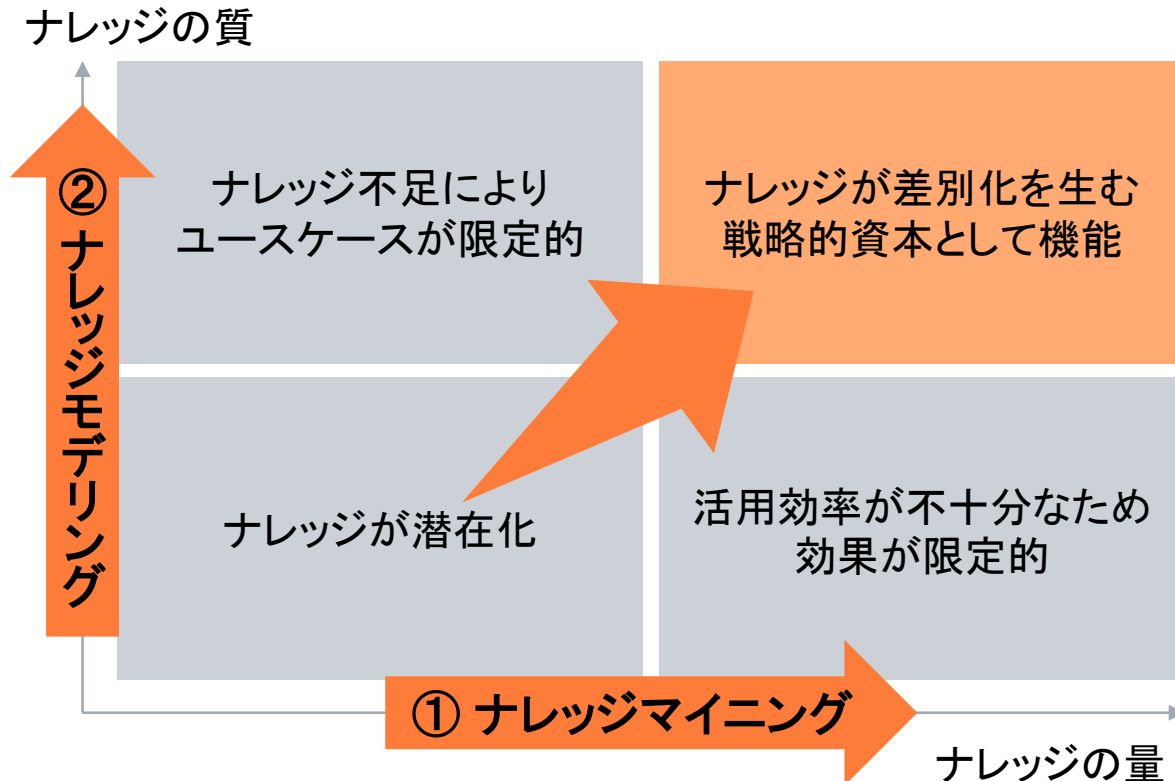 ナレッジの質
ナレッジ不足により
ユースケースが限定的
ナレッジが差別化を生む
戦略的資本として機能
② ナレッジモデリング
ナレッジが潜在化
活用効率が不十分なため
効果が限定的
① ナレッジマイニング
ナレッジの量